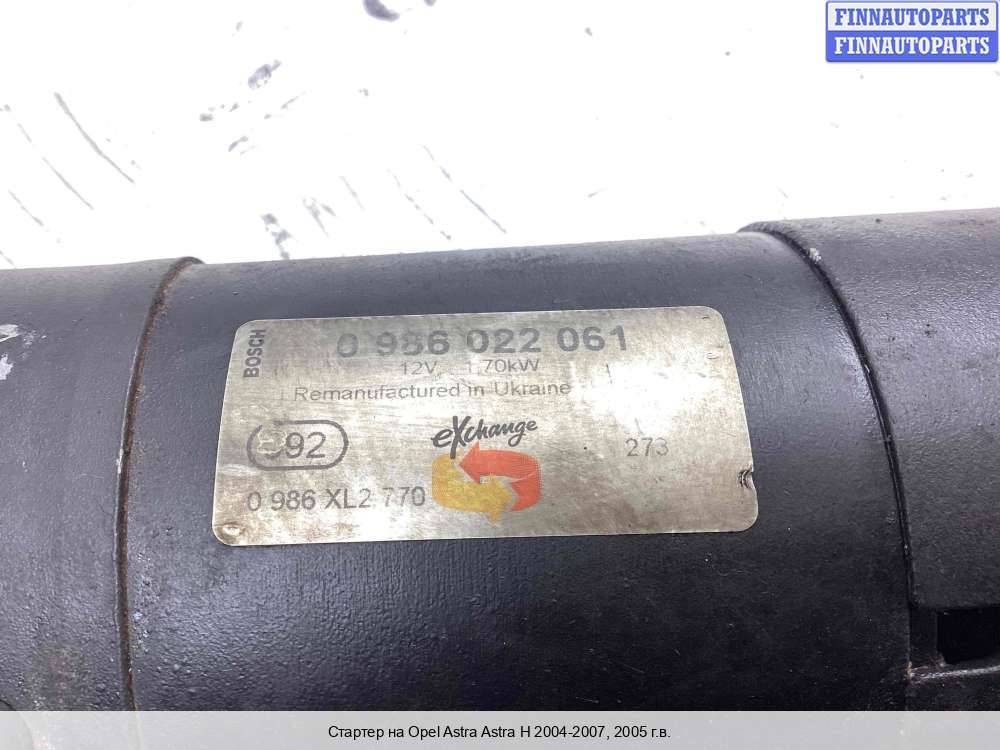 FINNAUTOPARTS
FINNAUTOPARTS
BOSCH
0 986 022 061
12V 1,70kW
Remanufactured in Ukraine
eXchange
273
0 986 XL2 770
Стартер на Opel Astra Astra H 2004-2007, 2005 г.в.